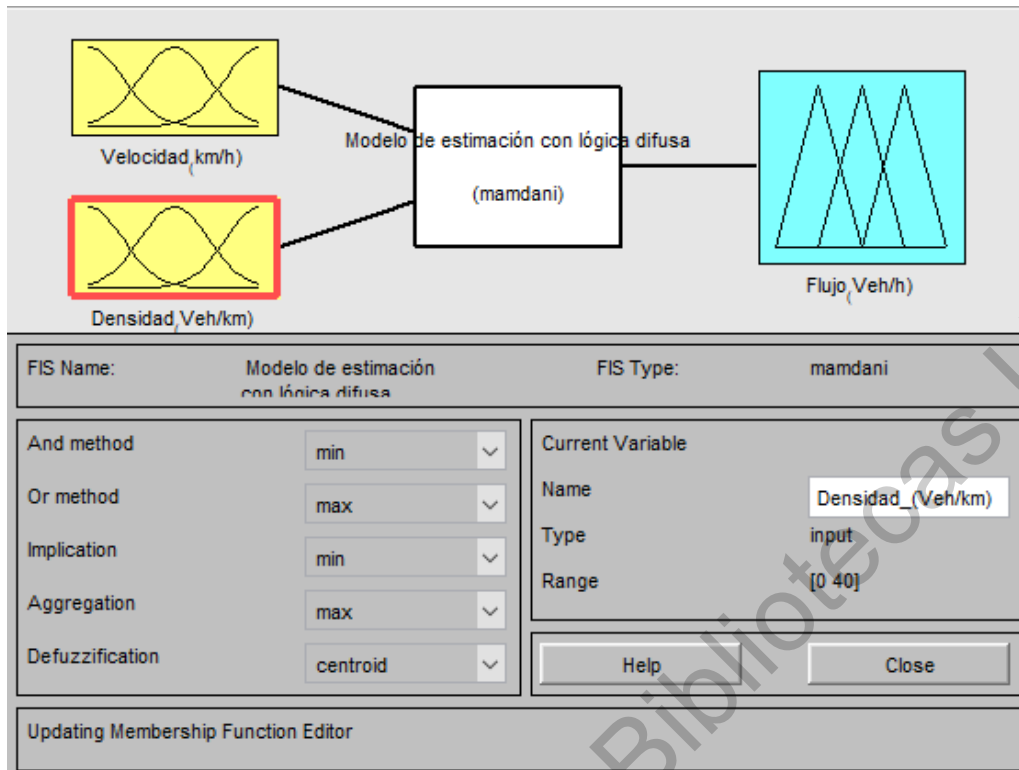 Velocidad(km/h)
Modelo de estimación con lógica difusa
(mamdani)
Densidad(Veh/km)
Flujo(Veh/h)
FIS Name: Modelo de estimación con lógica difusa FIS Type: mamdani
And method min
Or method max
Implication min
Aggregation max
Defuzzification centroid
Current Variable
Name Densidad_(Veh/km)
Type input
Range [0 40]
Help Close
Updating Membership Function Editor
Bibliotecas